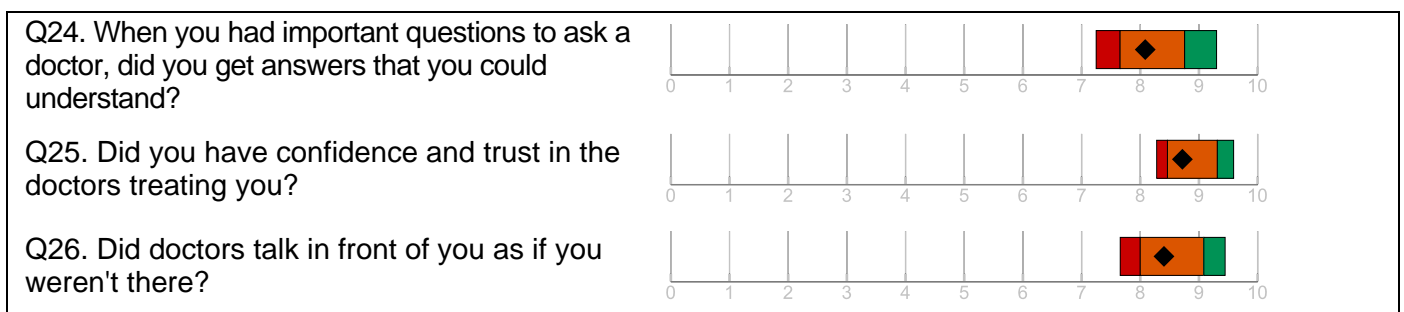 Q24. When you had important questions to ask a
doctor, did you get answers that you could
understand?
0 1 2 3 4 5 6 7 8 9 10
Q25. Did you have confidence and trust in the
doctors treating you?
0 1 2 3 4 5 6 7 8 9 10
Q26. Did doctors talk in front of you as if you
weren't there?
0 1 2 3 4 5 6 7 8 9 10